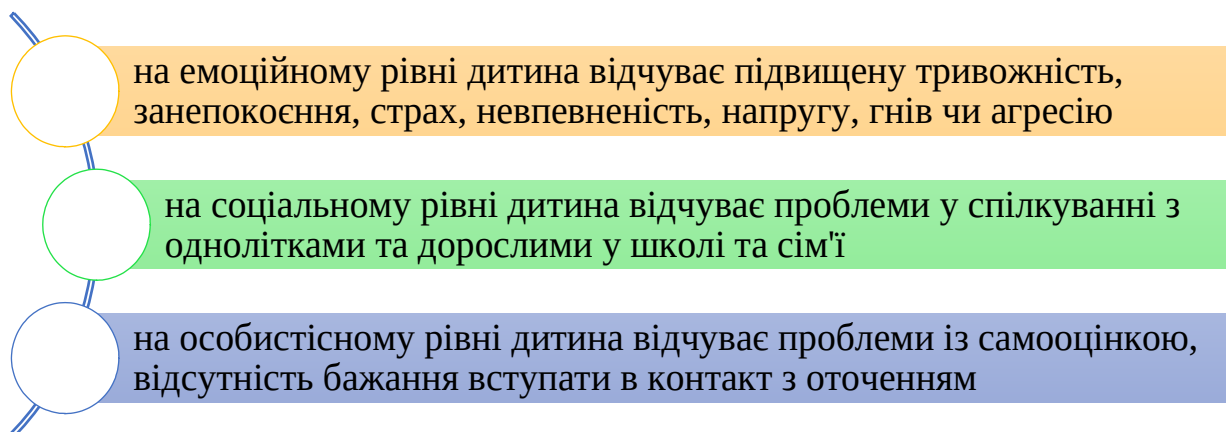 на емоційному рівні дитина відчуває підвищену тривожність,
занепокоєння, страх, невпевненість, напругу, гнів чи агресію
на соціальному рівні дитина відчуває проблеми у спілкуванні з
однолітками та дорослими у школі та сім'ї
на особистісному рівні дитина відчуває проблеми із самооцінкою,
відсутність бажання вступати в контакт з оточенням